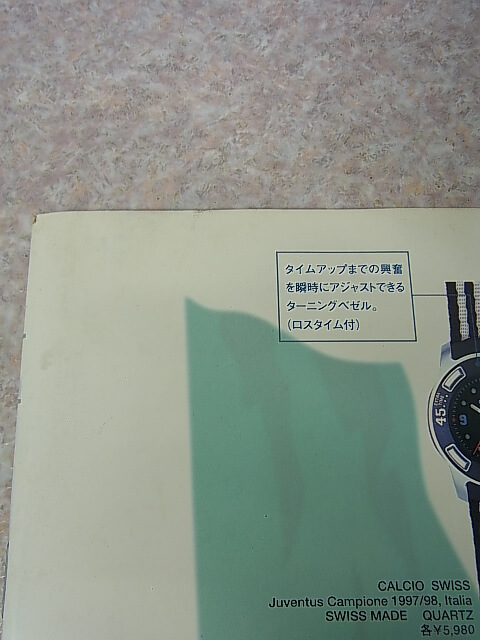 タイムアップまでの興奮
を瞬時にアジャストできる
ターニングベゼル。
(ロスタイム付)
45
9
CALCIO SWISS
Juventus Campione 1997/98, Italia
SWISS MADE QUARTZ
各¥5,980